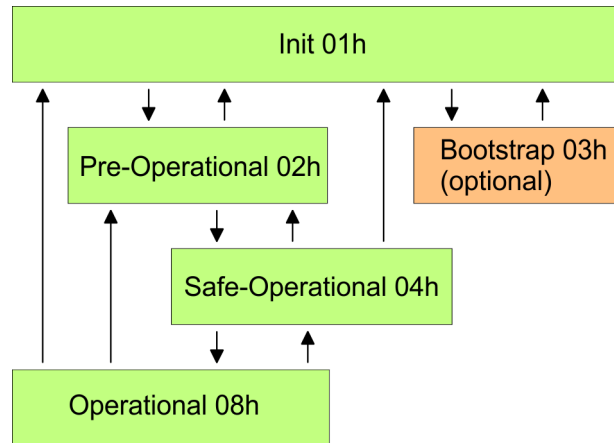 Init 01h
Pre-Operational 02h
Bootstrap 03h
(optional)
Safe-Operational 04h
Operational 08h